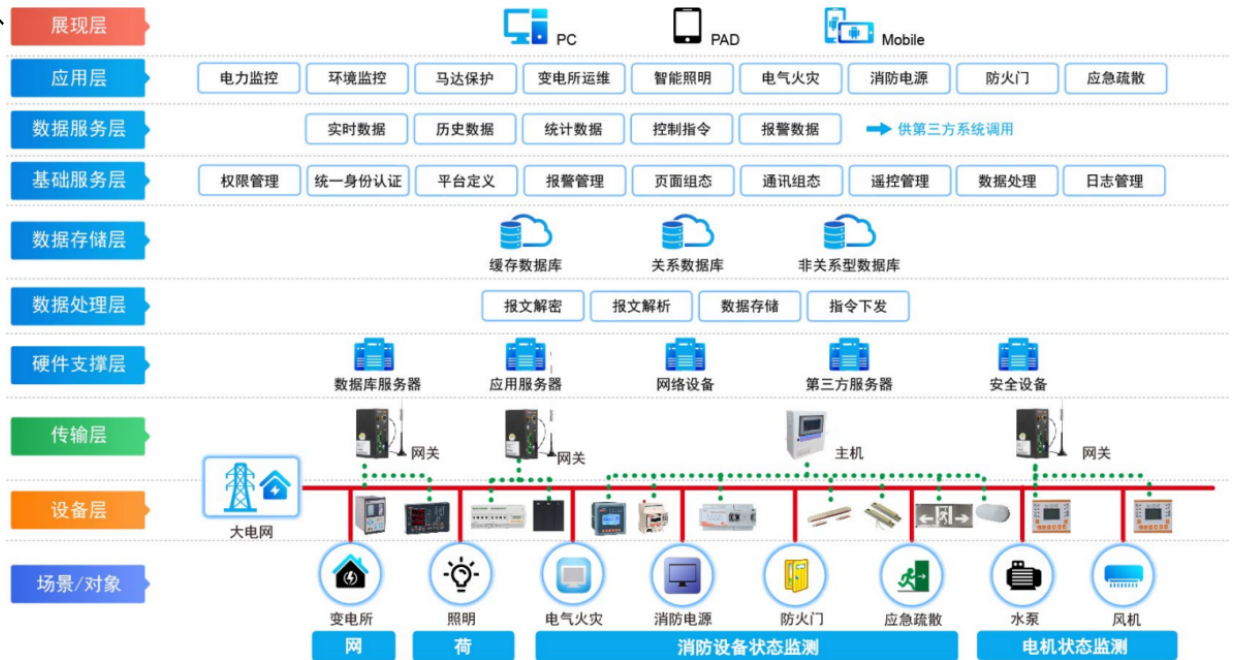 、
展现层
PC
PAD
Mobile
应用层
电力监控 环境监控 马达保护 变电所运维 智能照明 电气火灾 消防电源 防火门 应急疏散
数据服务层
实时数据 历史数据 统计数据 控制指令 报警数据 供第三方系统调用
基础服务层
权限管理 统一身份认证 平台定义 报警管理 页面组态 通讯组态 遥控管理 数据处理 日志管理
数据存储层
缓存数据库 关系数据库 非关系型数据库
数据处理层
报文解密 报文解析 数据存储 指令下发
硬件支撑层
数据库服务器 应用服务器 网络设备 第三方服务器 安全设备
传输层
网关 网关 主机 网关
设备层
大电网
场景/对象
变电所 照明 电气火灾 消防电源 防火门 应急疏散 水泵 风机
网 荷 消防设备状态监测 电机状态监测